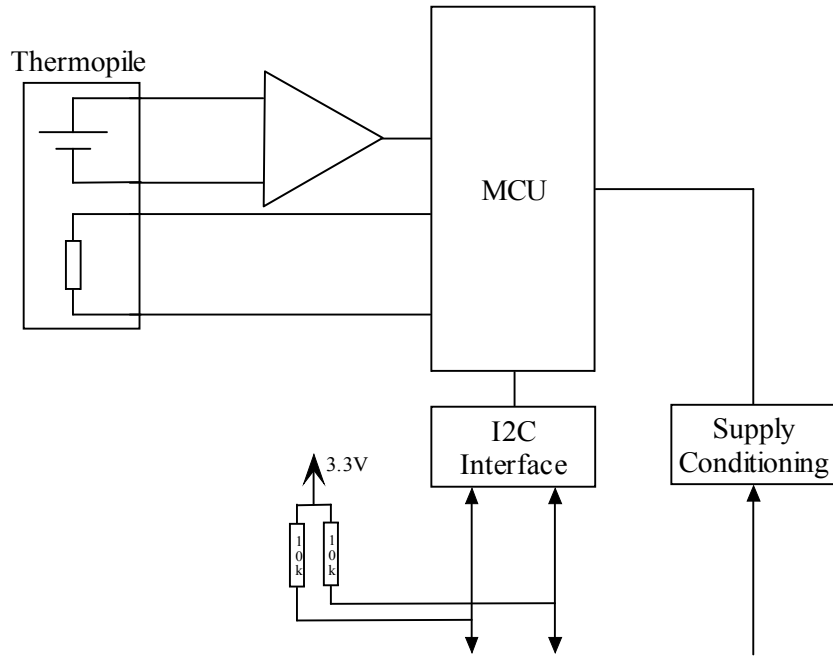 Thermopile
MCU
I2C
Interface
Supply
Conditioning
3.3V
10k
10k